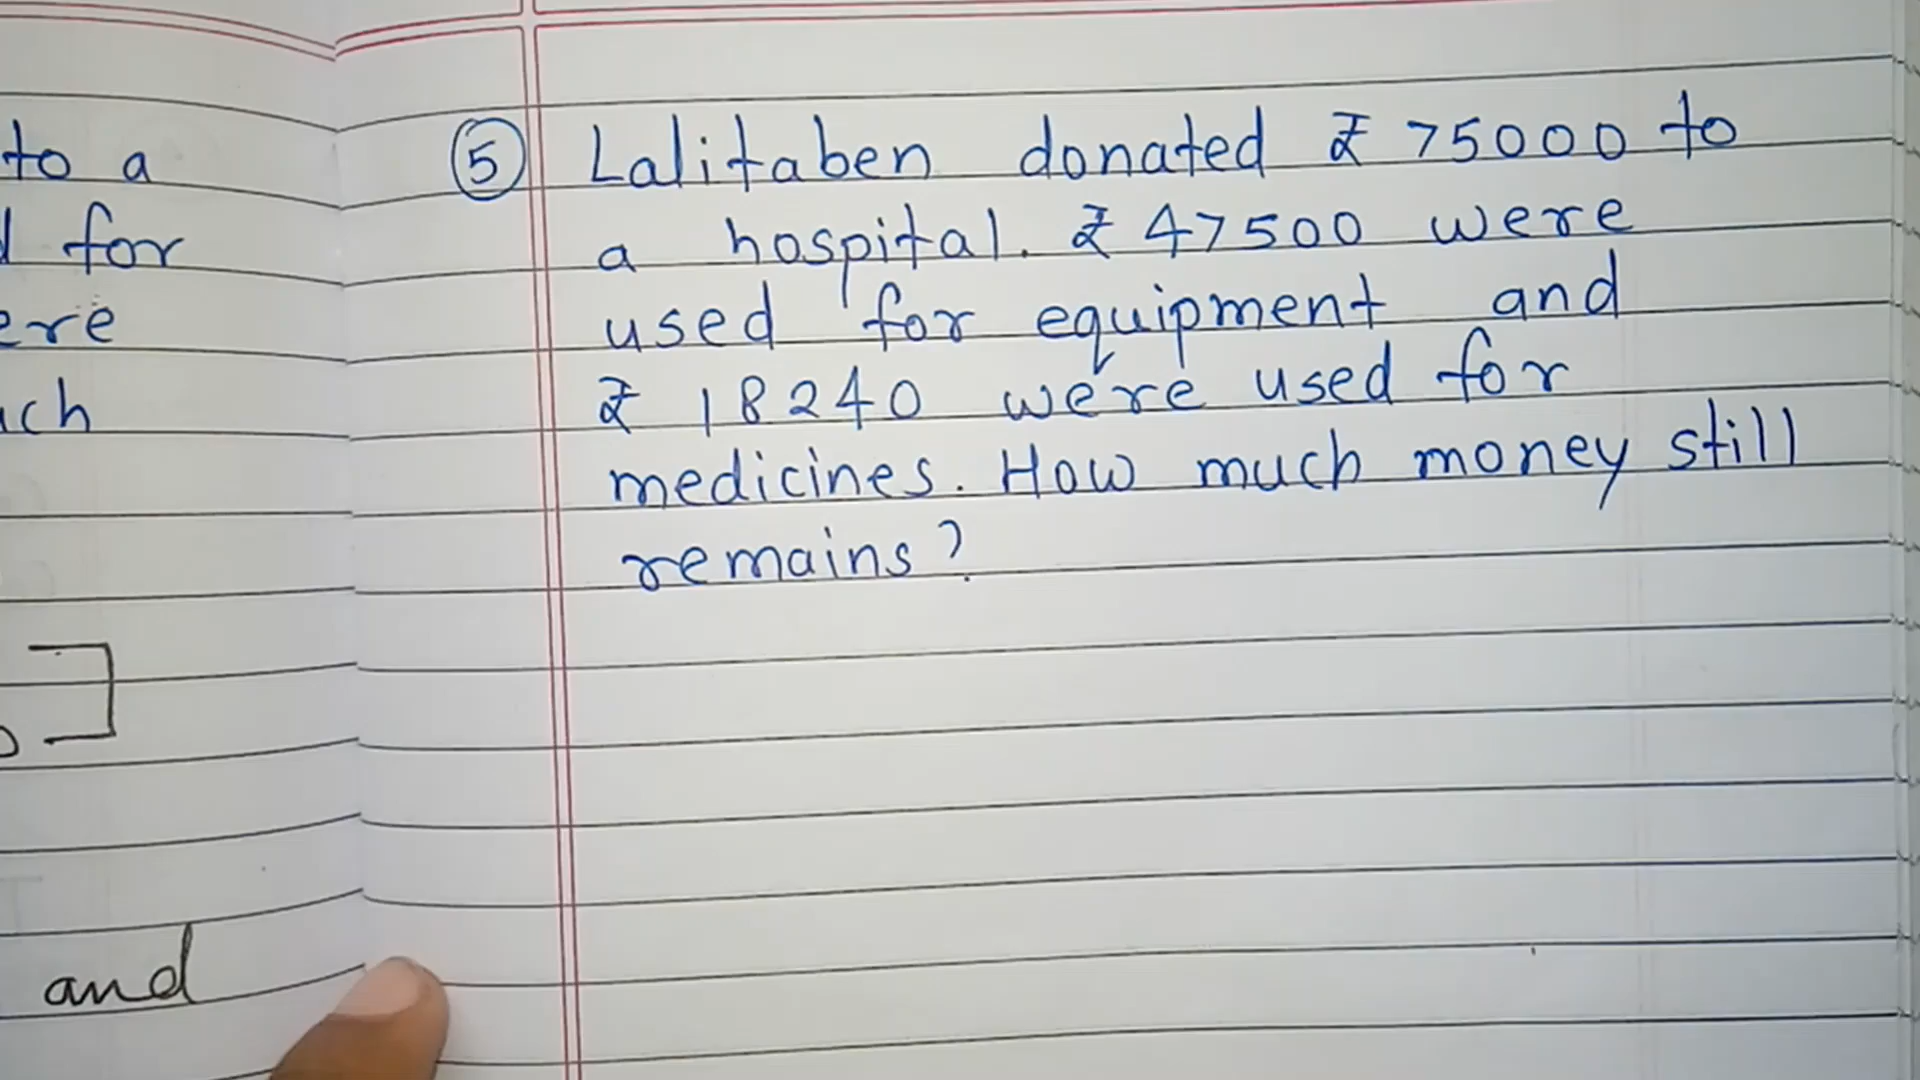 to a
for
ere
ch
and
5 Lalitaben donated ₹ 75000 to
a hospital. ₹ 47500 were
used for equipment and
₹ 18240 were used for
medicines. How much money still
remains?